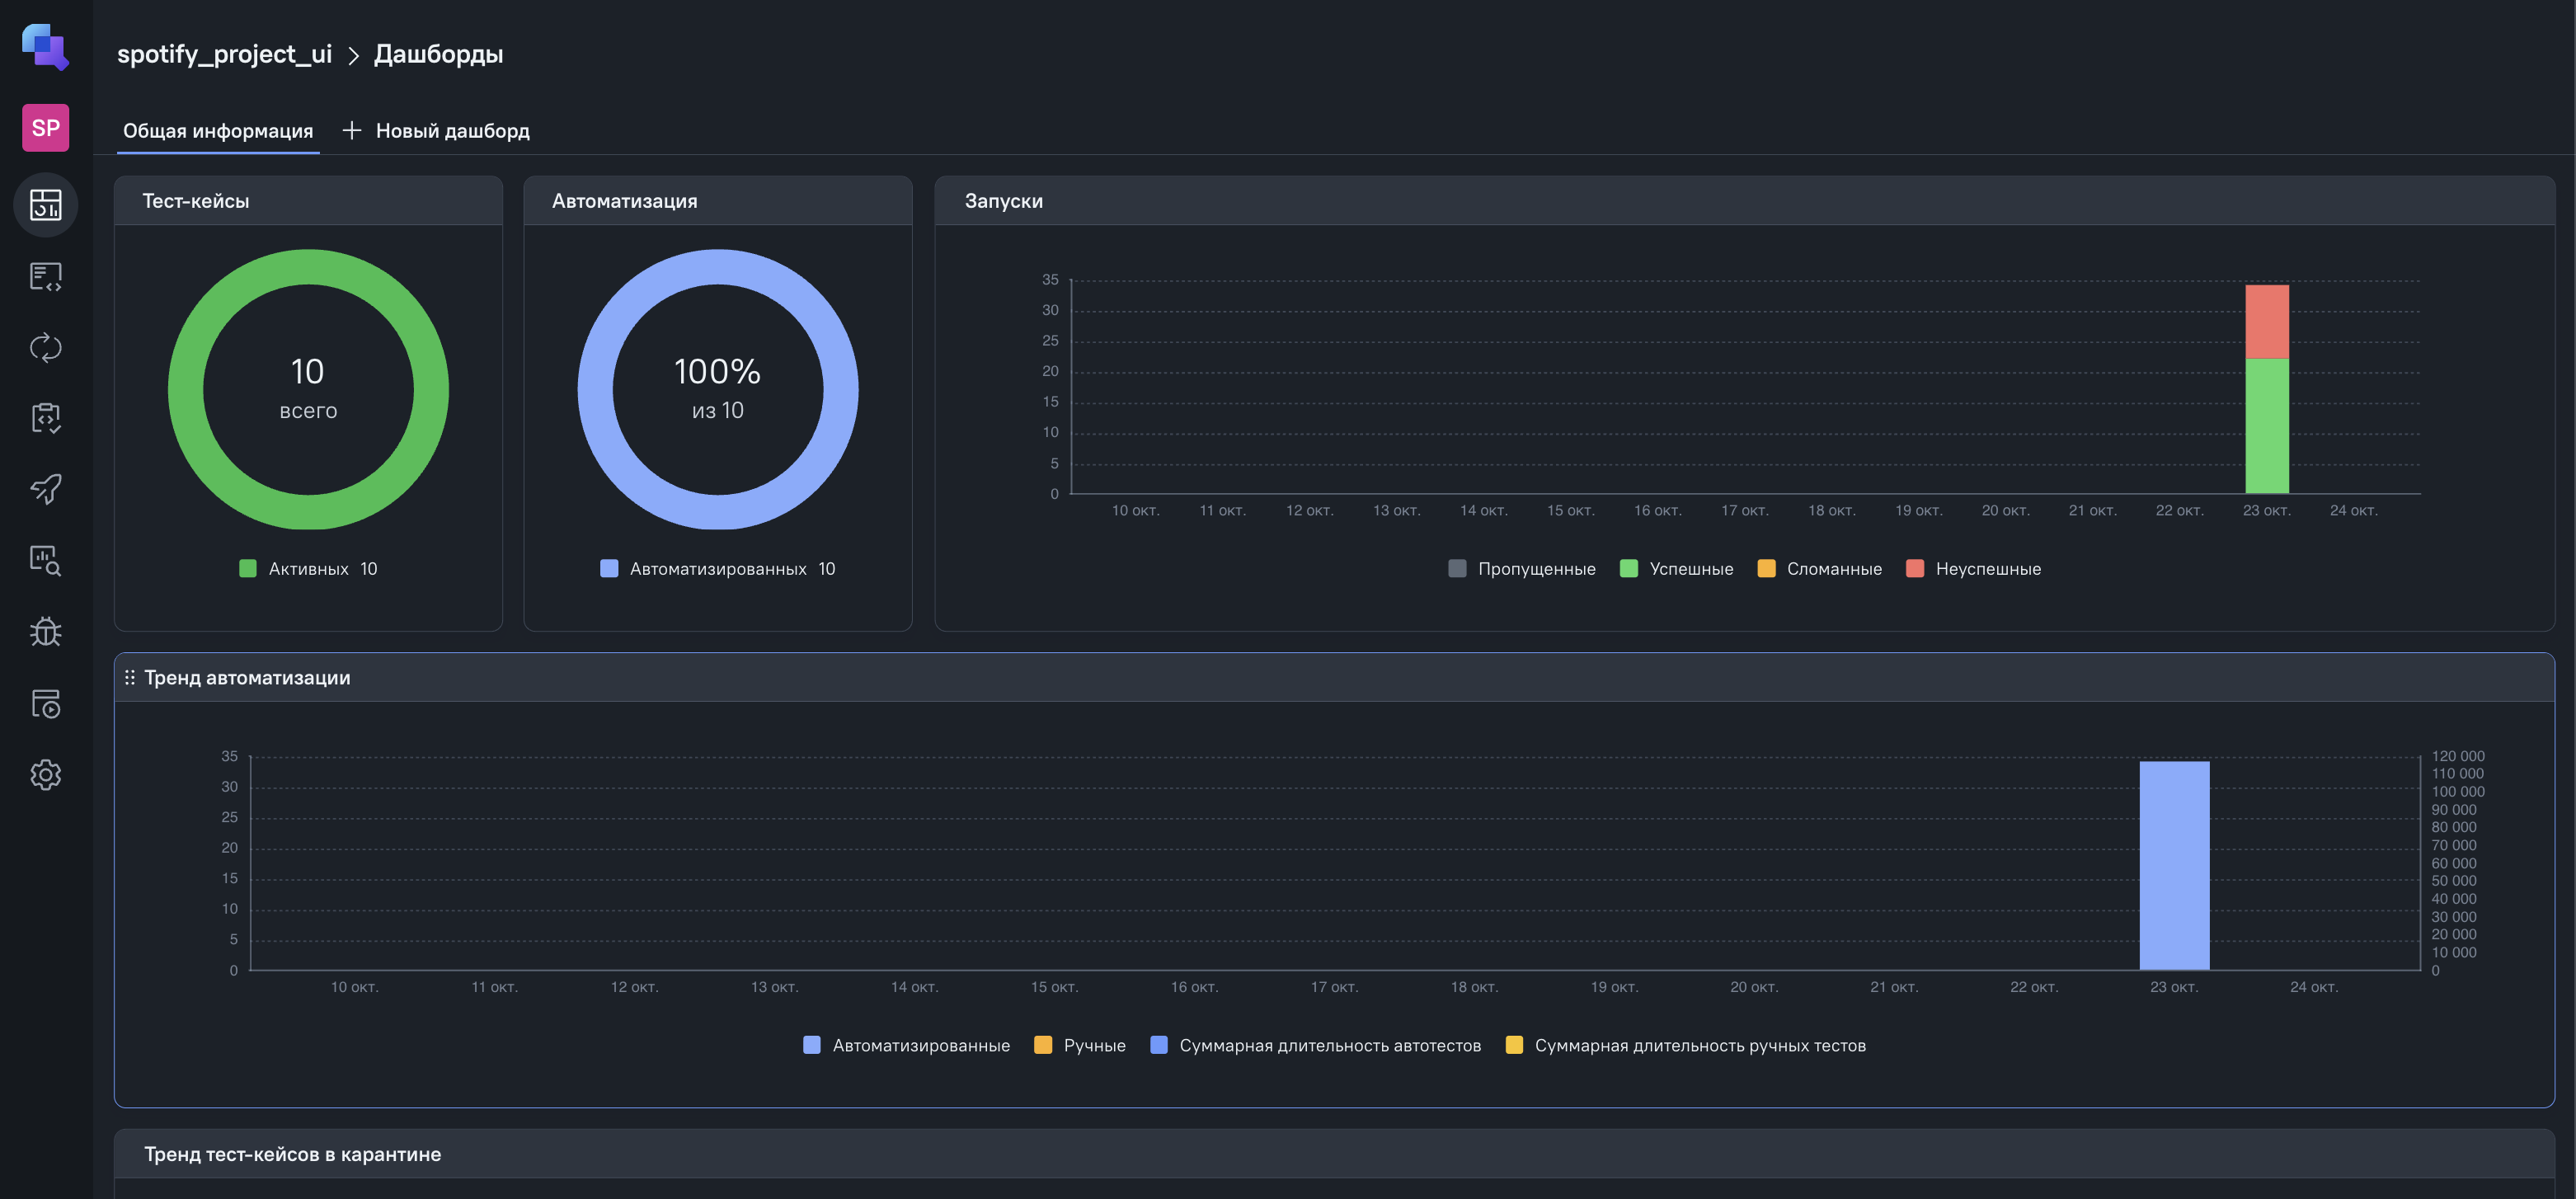 spotify_project_ui > Дашборды
SP
Общая информация + Новый дашборд
Тест-кейсы
10
всего
Активных 10
Автоматизация
100%
из 10
Автоматизированных 10
Запуски
35
30
25
20
15
10
5
0
10 окт. 11 окт. 12 окт. 13 окт. 14 окт. 15 окт. 16 окт. 17 окт. 18 окт. 19 окт. 20 окт. 21 окт. 22 окт. 23 окт. 24 окт.
Пропущенные Успешные Сломанные Неуспешные
Тренд автоматизации
35
30
25
20
15
10
5
0
120 000
110 000
100 000
90 000
80 000
70 000
60 000
50 000
40 000
30 000
20 000
10 000
0
10 окт. 11 окт. 12 окт. 13 окт. 14 окт. 15 окт. 16 окт. 17 окт. 18 окт. 19 окт. 20 окт. 21 окт. 22 окт. 23 окт. 24 окт.
Автоматизированные Ручные Суммарная длительность автотестов Суммарная длительность ручных тестов
Тренд тест-кейсов в карантине